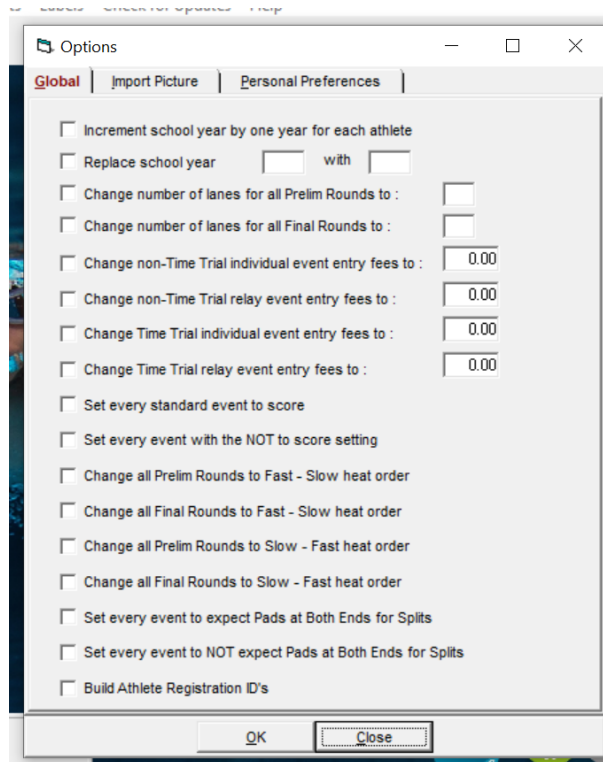 Options
Global Import Picture Personal Preferences
Increment school year by one year for each athlete
Replace school year with
Change number of lanes for all Prelim Rounds to :
Change number of lanes for all Final Rounds to :
Change non-Time Trial individual event entry fees to : 0.00
Change non-Time Trial relay event entry fees to : 0.00
Change Time Trial individual event entry fees to : 0.00
Change Time Trial relay event entry fees to : 0.00
Set every standard event to score
Set every event with the NOT to score setting
Change all Prelim Rounds to Fast - Slow heat order
Change all Final Rounds to Fast - Slow heat order
Change all Prelim Rounds to Slow - Fast heat order
Change all Final Rounds to Slow - Fast heat order
Set every event to expect Pads at Both Ends for Splits
Set every event to NOT expect Pads at Both Ends for Splits
Build Athlete Registration ID's
OK Close